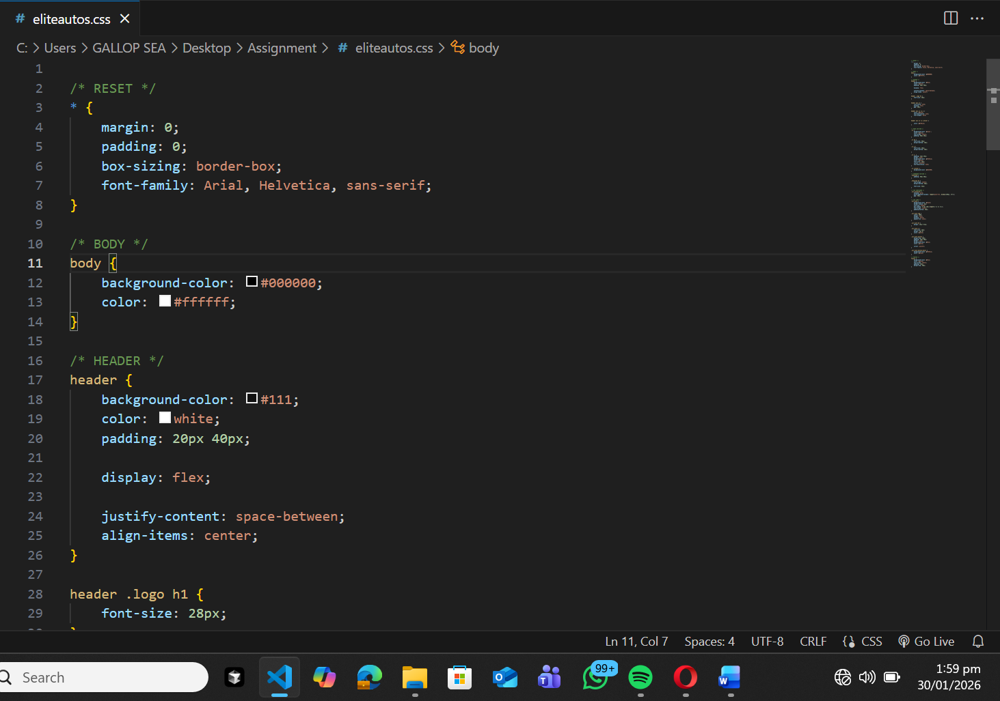 # eliteautos.css
C: > Users > GALLOP SEA > Desktop > Assignment > # eliteautos.css > body
1
2 /* RESET */
3 * {
4 margin: 0;
5 padding: 0;
6 box-sizing: border-box;
7 font-family: Arial, Helvetica, sans-serif;
8 }
9
10 /* BODY */
11 body {
12 background-color: #000000;
13 color: #ffffff;
14 }
15
16 /* HEADER */
17 header {
18 background-color: #111;
19 color: white;
20 padding: 20px 40px;
21
22 display: flex;
23
24 justify-content: space-between;
25 align-items: center;
26 }
27
28 header .logo h1 {
29 font-size: 28px;
Ln 11, Col 7 Spaces: 4 UTF-8 CRLF {} CSS Go Live
Search 99+ 1:59 pm
30/01/2026